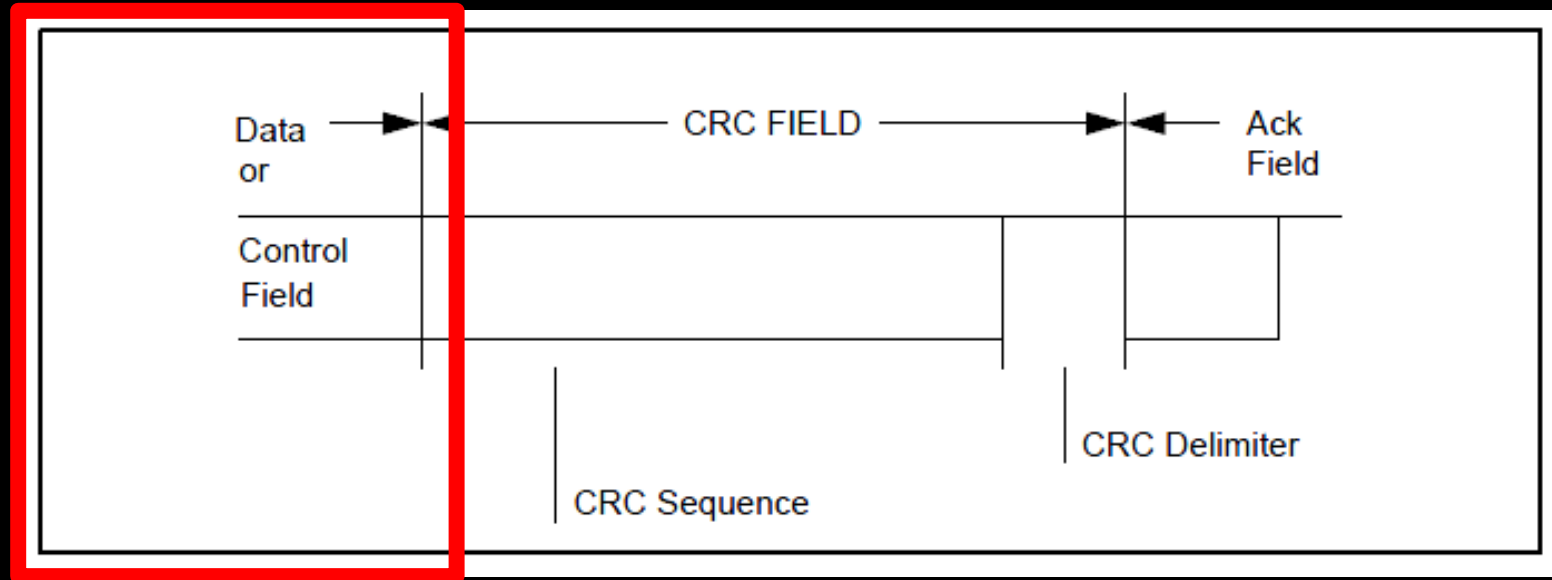 Data
or
Control
Field
CRC FIELD
Ack
Field
CRC Delimiter
CRC Sequence